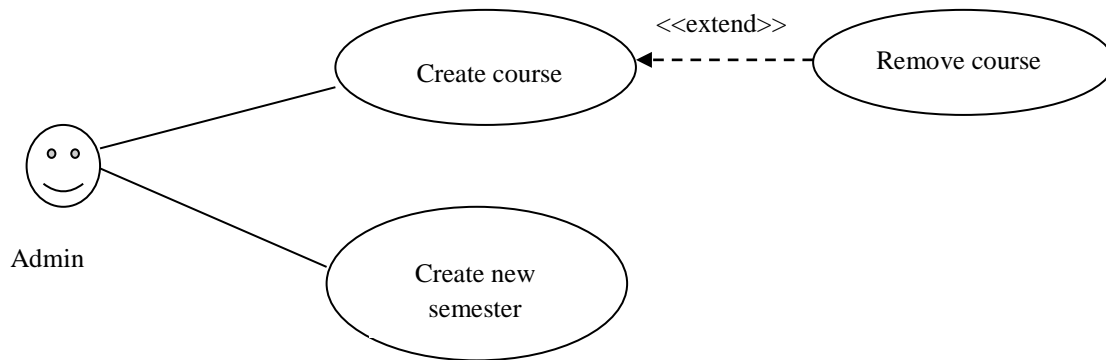 <<extend>>
Create course
Remove course
Admin
Create new
semester